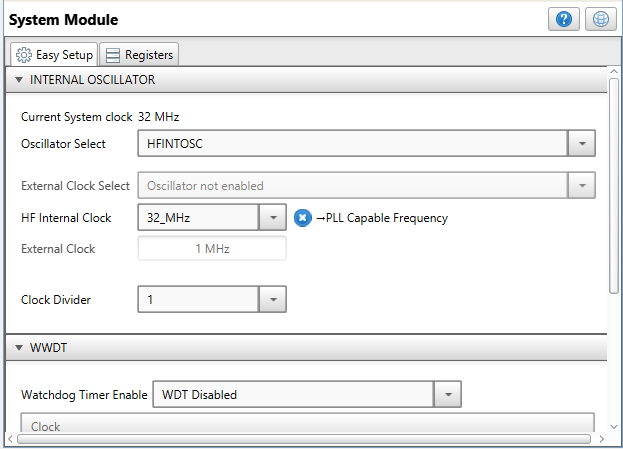 System Module
?
Easy Setup Registers
INTERNAL OSCILLATOR
Current System clock 32 MHz
Oscillator Select HFINTOSC
External Clock Select Oscillator not enabled
HF Internal Clock 32_MHz →PLL Capable Frequency
External Clock 1 MHz
Clock Divider 1
WWDT
Watchdog Timer Enable WDT Disabled
Clock